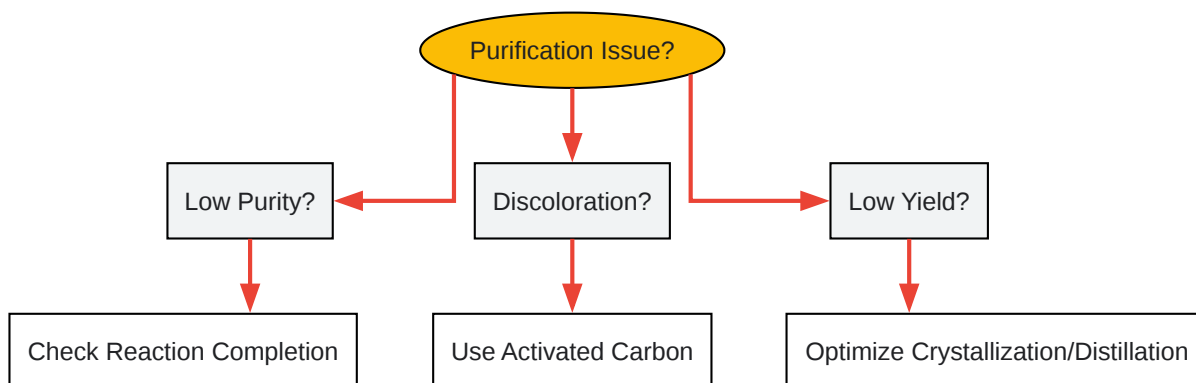 Purification Issue?
Low Purity?
Discoloration?
Low Yield?
Check Reaction Completion
Use Activated Carbon
Optimize Crystallization/Distillation